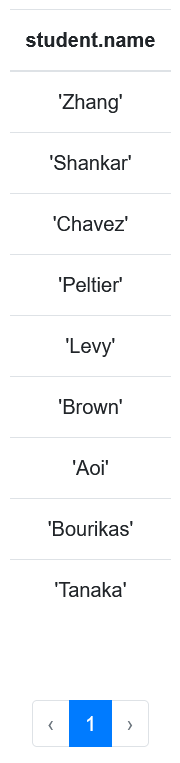 student.name
'Zhang'
'Shankar'
'Chavez'
'Peltier'
'Levy'
'Brown'
'Aoi'
'Bourikas'
'Tanaka'
‹ 1 ›